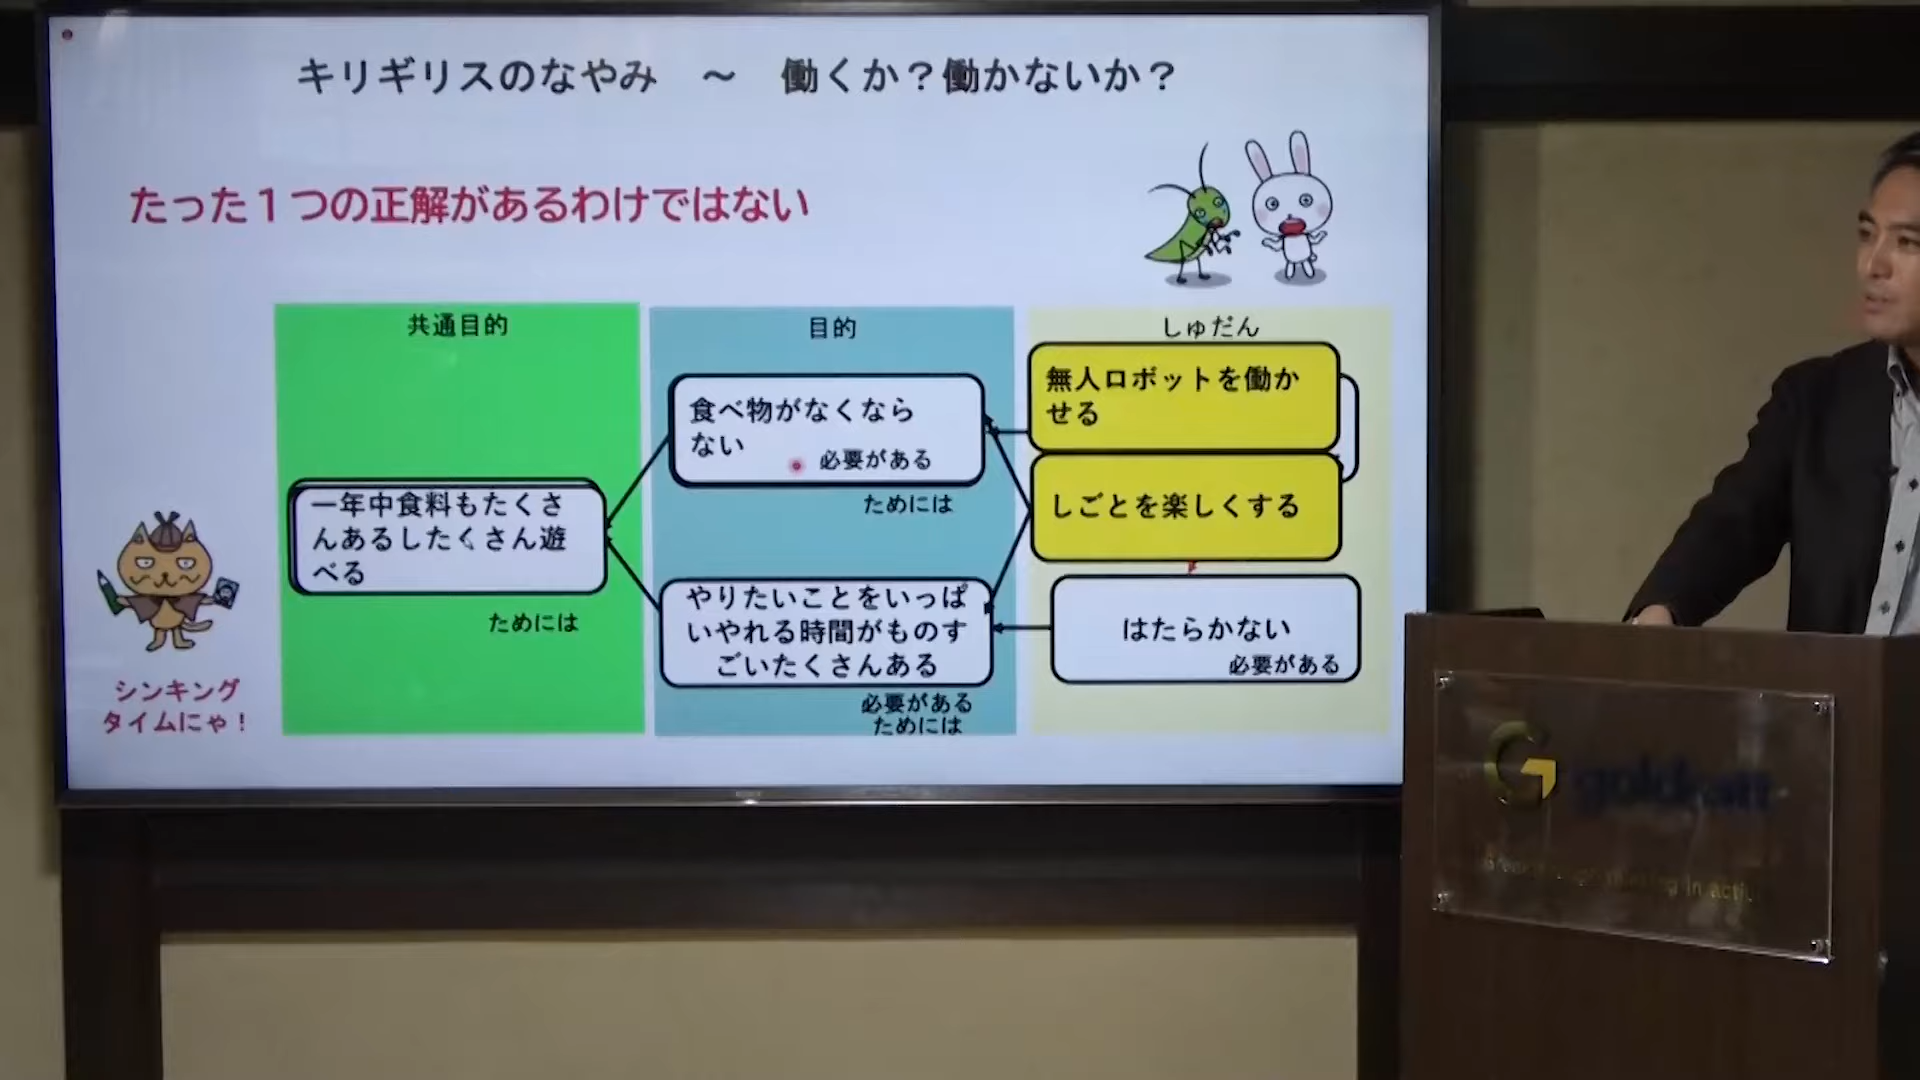 キリギリスのなやみ ～ 働くか？働かないか？
たった１つの正解があるわけではない
共通目的
目的
しゅだん
無人ロボットを働か
せる
食べ物がなくなら
ない
必要がある
ためには
しごとを楽しくする
一年中食料もたくさ
んあるしたくさん遊
べる
ためには
やりたいことをいっぱ
いやれる時間がものす
ごいたくさんある
必要がある
ためには
はたらかない
必要がある
シンキング
タイムにゃ！
goldratt